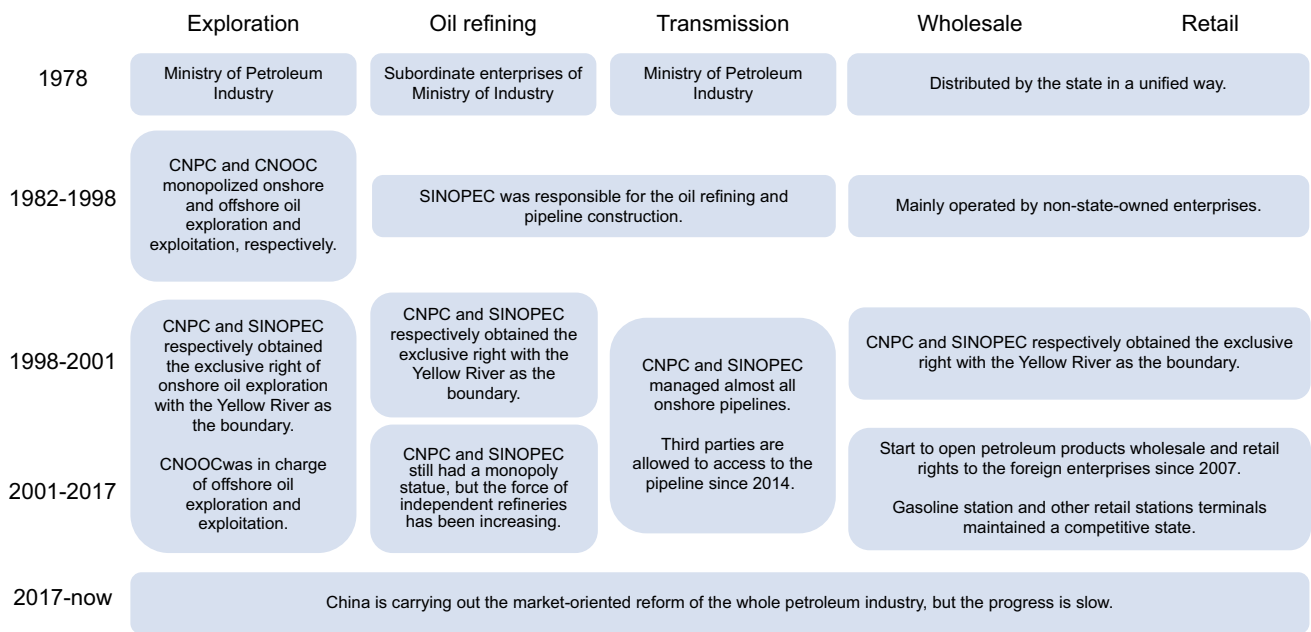 Exploration
Oil refining
Transmission
Wholesale
Retail
1978
Ministry of Petroleum
Industry
Subordinate enterprises of
Ministry of Industry
Ministry of Petroleum
Industry
Distributed by the state in a unified way.
1982-1998
CNPC and CNOOC
monopolized onshore
and offshore oil
exploration and
exploitation, respectively.
SINOPEC was responsible for the oil refining and
pipeline construction.
Mainly operated by non-state-owned enterprises.
1998-2001
2001-2017
CNPC and SINOPEC
respectively obtained
the exclusive right of
onshore oil exploration
with the Yellow River as
the boundary.
CNOOCwas in charge
of offshore oil
exploration and
exploitation.
CNPC and SINOPEC
respectively obtained the
exclusive right with the
Yellow River as the
boundary.
CNPC and SINOPEC
still had a monopoly
statue, but the force of
independent refineries
has been increasing.
CNPC and SINOPEC
managed almost all
onshore pipelines.
Third parties are
allowed to access to the
pipeline since 2014.
CNPC and SINOPEC respectively obtained the exclusive
right with the Yellow River as the boundary.
Start to open petroleum products wholesale and retail
rights to the foreign enterprises since 2007.
Gasoline station and other retail stations terminals
maintained a competitive state.
2017-now
China is carrying out the market-oriented reform of the whole petroleum industry, but the progress is slow.